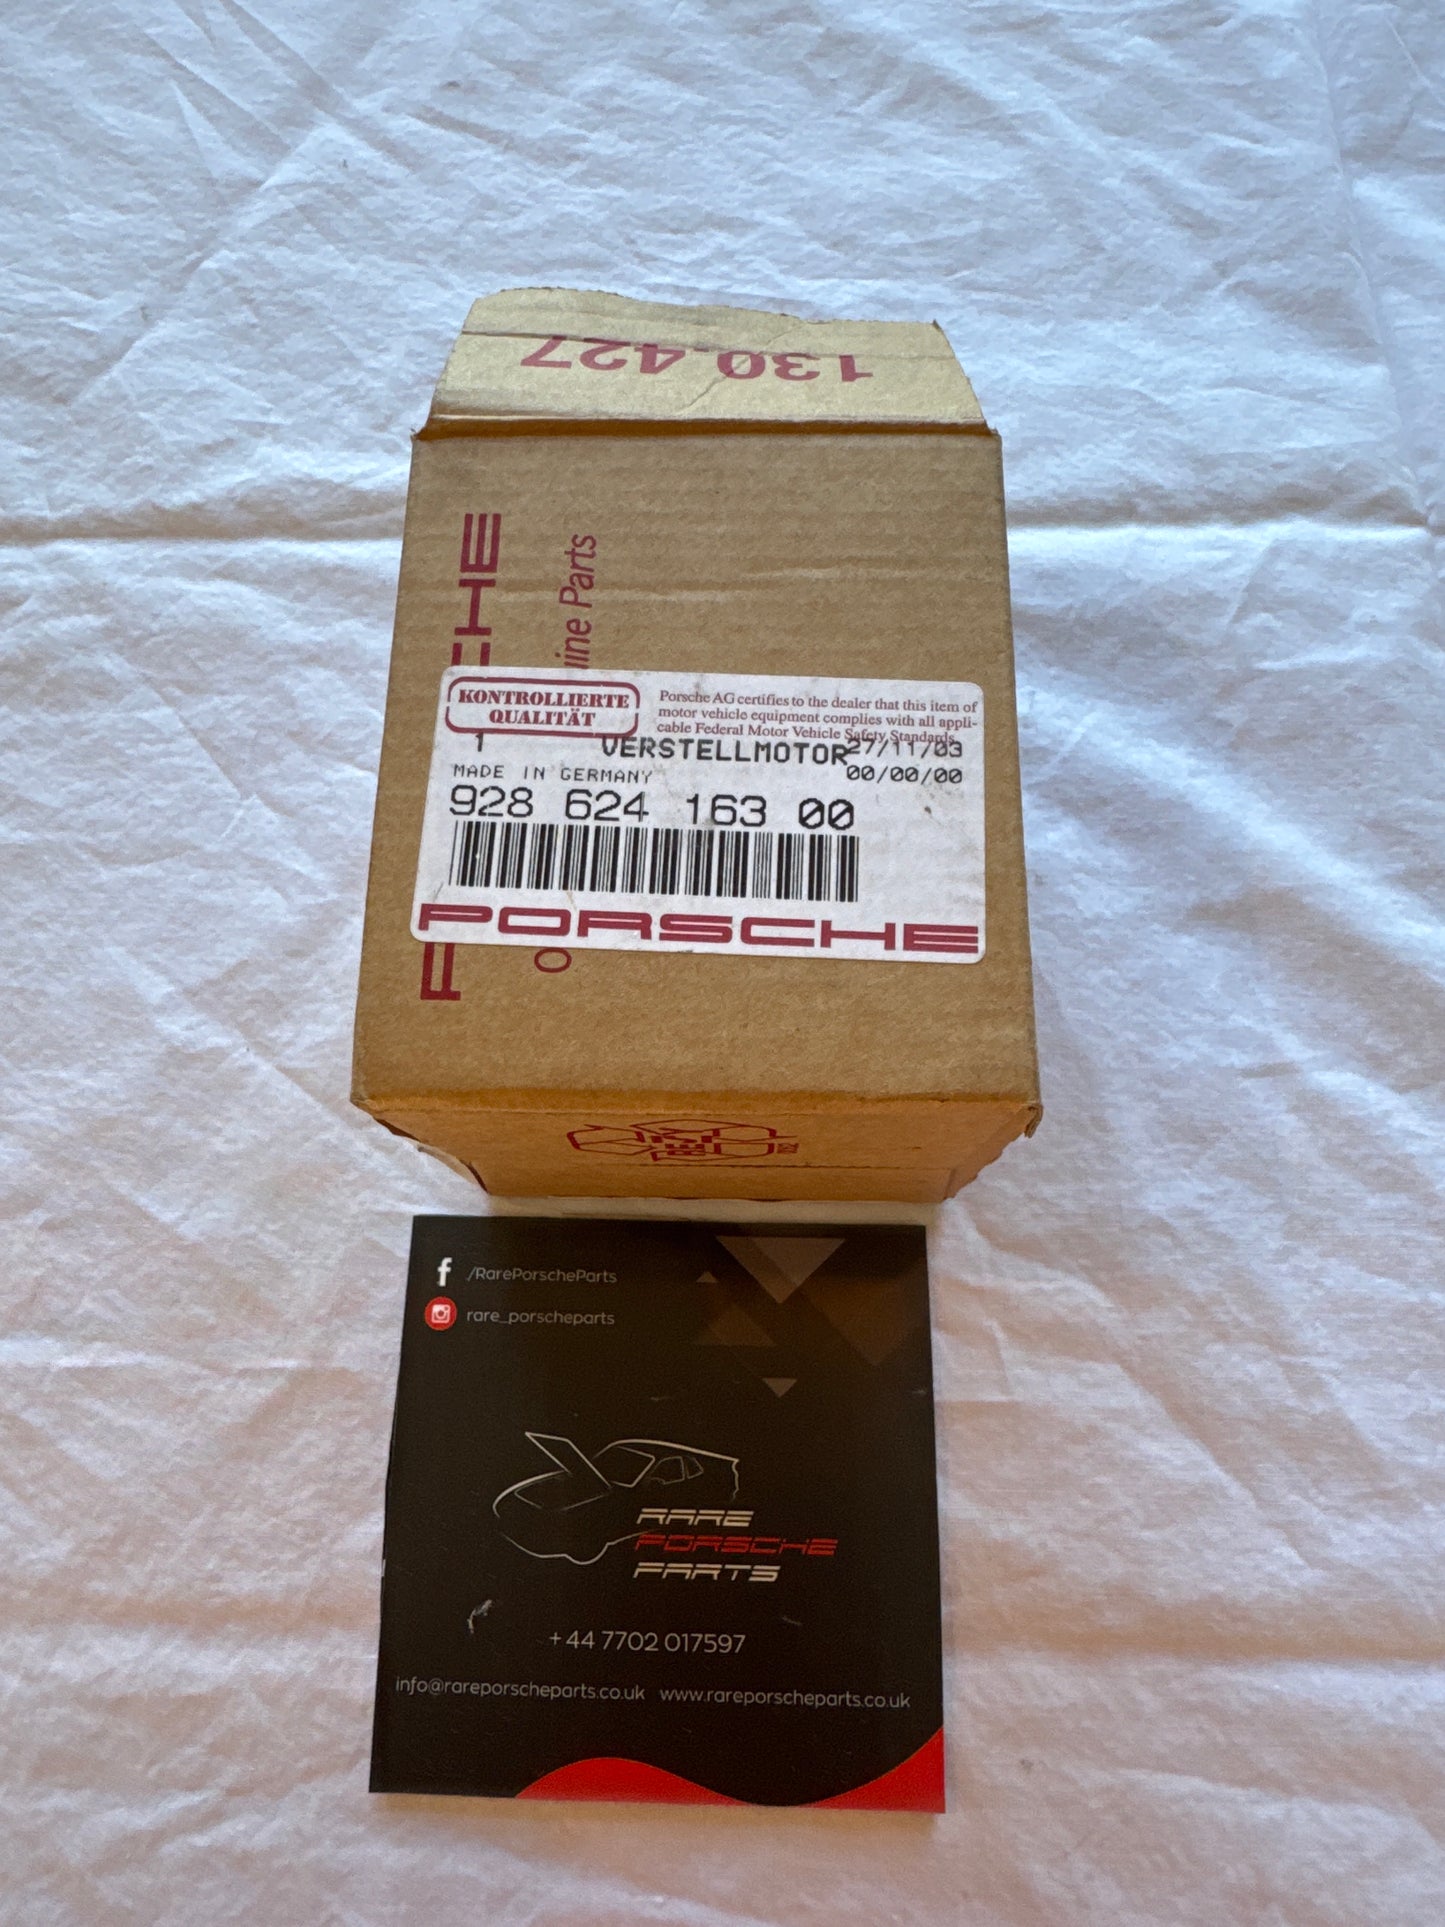 130.427
PORSCHE
uine Parts
KONTROLLIERTE
QUALITÄT
Porsche AG certifies to the dealer that this item of
motor vehicle equipment complies with all appli-
cable Federal Motor Vehicle Safety Standards.
1 VERSTELLMOTOR 27/11/03
MADE IN GERMANY 00/00/00
928 624 163 00
PORSCHE
/RarePorscheParts
rare_porscheparts
RARE
PORSCHE
PARTS
+44 7702 017597
info@rareporscheparts.co.uk www.rareporscheparts.co.uk